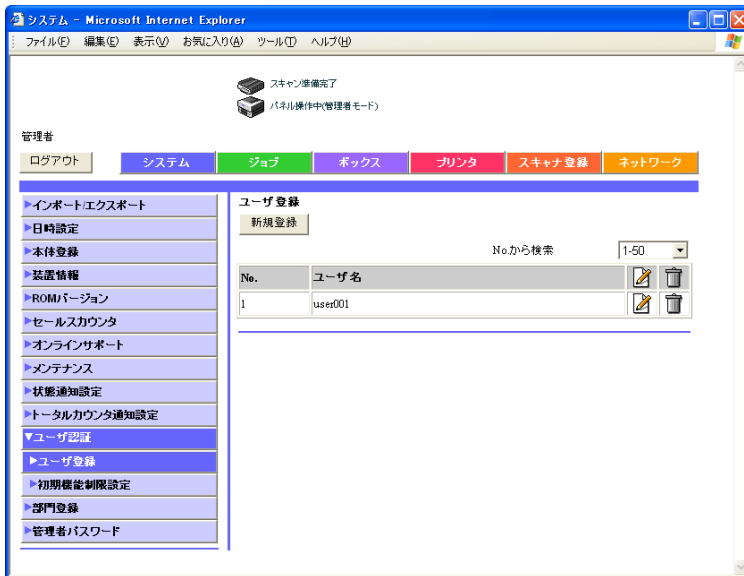 システム - Microsoft Internet Explorer
ファイル(F) 編集(E) 表示(V) お気に入り(A) ツール(T) ヘルプ(H)
スキャン準備完了
パネル操作中(管理者モード)
管理者
ログアウト システム ジョブ ボックス プリンタ スキャナ登録 ネットワーク
インポート/エクスポート
日時設定
本体登録
装置情報
ROMバージョン
セールスカウンタ
オンラインサポート
メンテナンス
状態通知設定
トータルカウンタ通知設定
ユーザ認証
ユーザ登録
初期機能制限設定
部門登録
管理者パスワード
ユーザ登録
新規登録
No.から検索 1-50
No. ユーザ名
1 user001